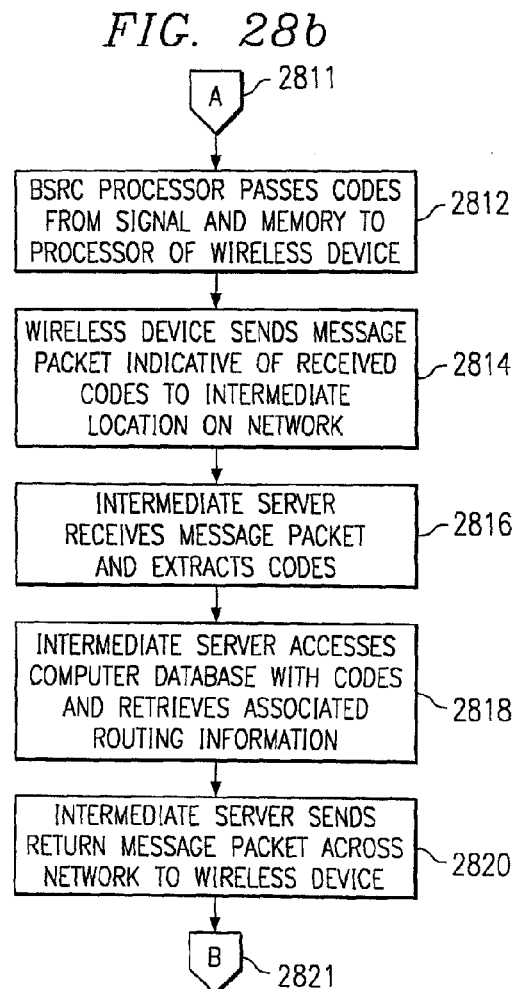 FIG. 28b
A 2811
BSRC PROCESSOR PASSES CODES
FROM SIGNAL AND MEMORY TO
PROCESSOR OF WIRELESS DEVICE
2812
WIRELESS DEVICE SENDS MESSAGE
PACKET INDICATIVE OF RECEIVED
CODES TO INTERMEDIATE
LOCATION ON NETWORK
2814
INTERMEDIATE SERVER
RECEIVES MESSAGE PACKET
AND EXTRACTS CODES
2816
INTERMEDIATE SERVER ACCESSES
COMPUTER DATABASE WITH CODES
AND RETRIEVES ASSOCIATED
ROUTING INFORMATION
2818
INTERMEDIATE SERVER SENDS
RETURN MESSAGE PACKET ACROSS
NETWORK TO WIRELESS DEVICE
2820
B 2821